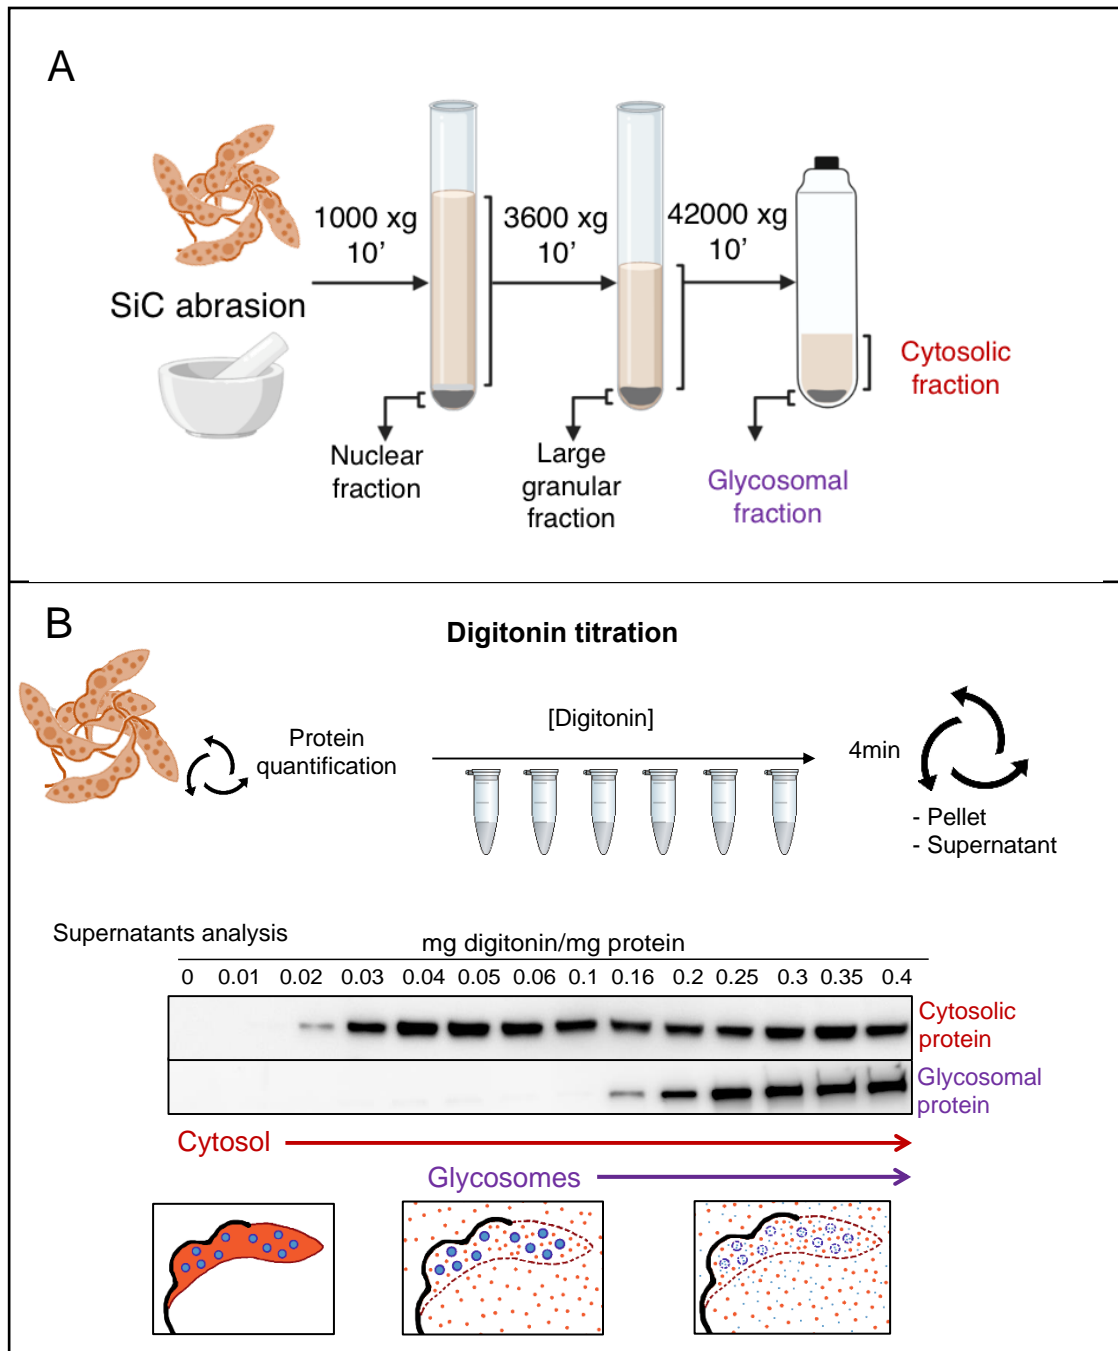 A
1000 xg
10’
3600 xg
10’
42000 xg
10’
SiC abrasion
Cytosolic
fraction
Nuclear
fraction
Large
granular
fraction
Glycosomal
fraction
B
Digitonin titration
Protein
quantification
[Digitonin]
4min
- Pellet
- Supernatant
Supernatants analysis
mg digitonin/mg protein
0 0.01 0.02 0.03 0.04 0.05 0.06 0.1 0.16 0.2 0.25 0.3 0.35 0.4
Cytosolic
protein
Glycosomal
protein
Cytosol
Glycosomes